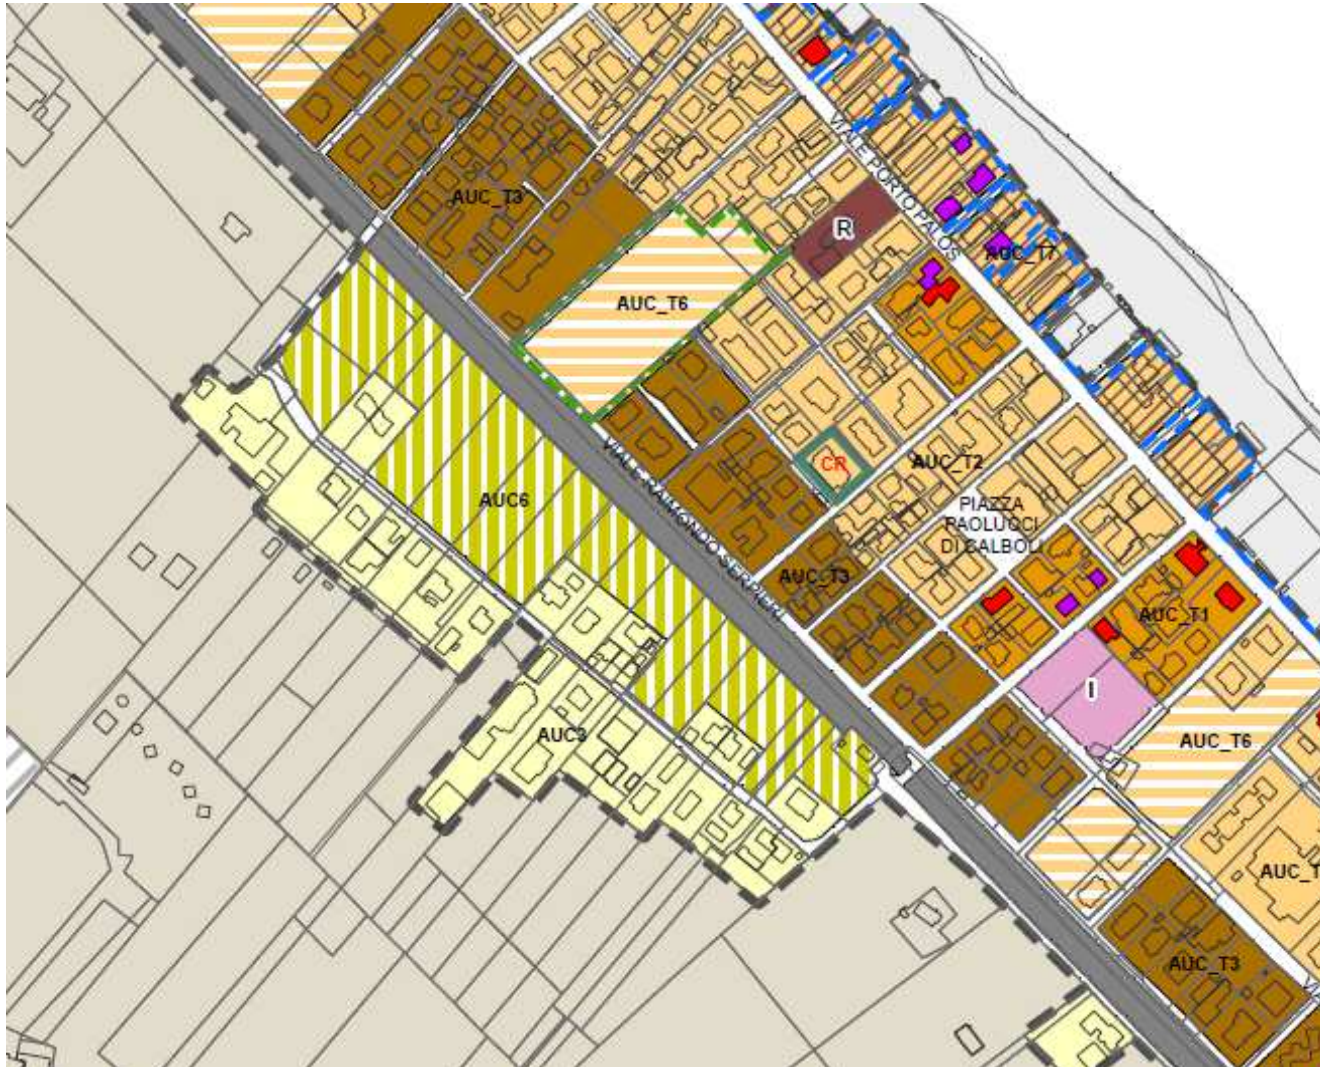 VIALE PORTO PALOS
AUC_T3
R
AUC_T7
AUC_T6
CR
AUC_T2
AUC6
VIALE RAIMONDO SERPIERI
PIAZZA
PAOLUCCI
DI CALBOLI
AUC_T3
AUC_T1
I
AUC3
AUC_T6
AUC_T
AUC_T3